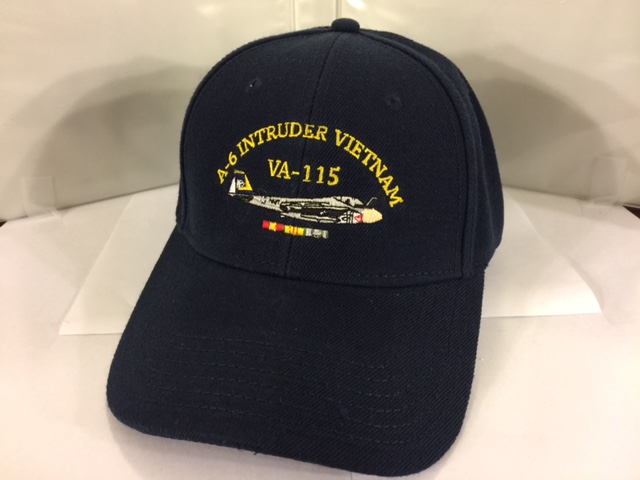 A-6 INTRUDER VIETNAM
VA-115